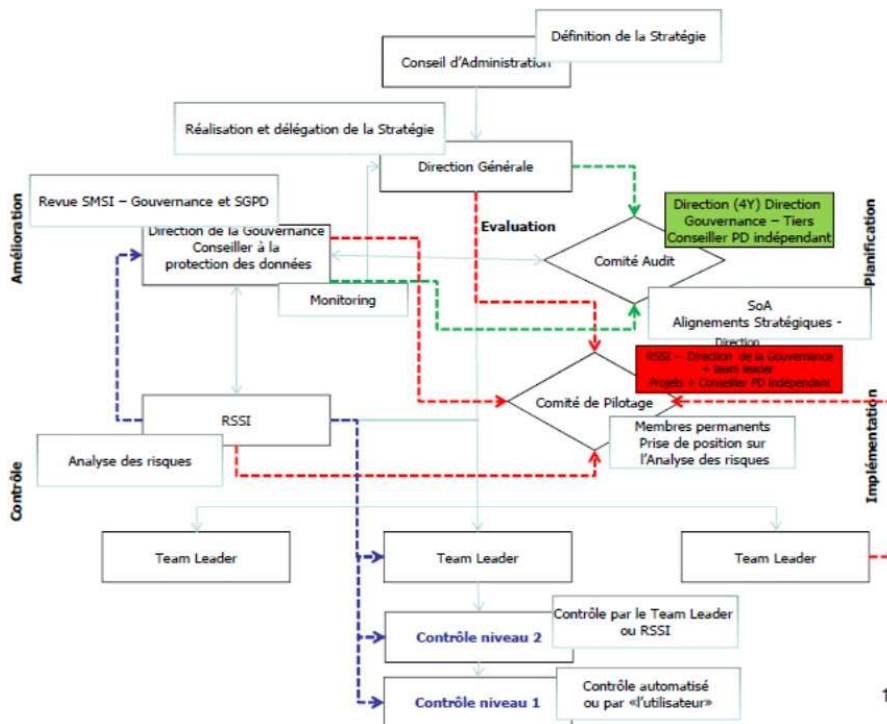 Définition de la Stratégie
Conseil d'Administration
Réalisation et délégation de la Stratégie
Direction Générale
Revue SMSI – Gouvernance et SGPD
Direction de la Gouvernance
Conseiller à la
protection des données
Amélioration
Evaluation
Direction (4Y) Direction
Gouvernance – Tiers
Conseiller PD indépendant
Planification
Comité Audit
Monitoring
SoA
Alignements Stratégiques -
Direction
RSSI – Direction de la Gouvernance
+ team leader
Projets + Conseiller PD indépendant
Comité de Pilotage
RSSI
Membres permanents
Prise de position sur
l'Analyse des risques
Analyse des risques
Contrôle
Implémentation
Team Leader
Team Leader
Team Leader
Contrôle par le Team Leader
ou RSSI
Contrôle niveau 2
Contrôle automatisé
ou par «l'utilisateur»
Contrôle niveau 1
1